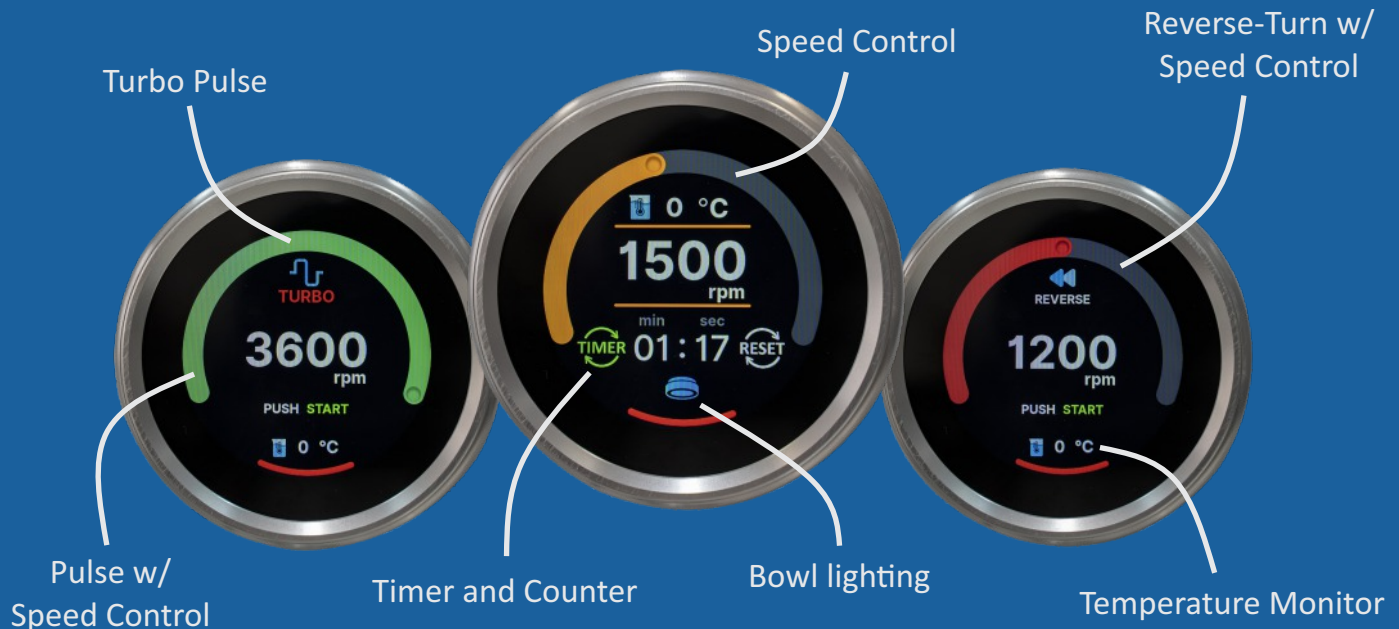 Turbo Pulse
Speed Control
Reverse-Turn w/
Speed Control
TURBO
3600
rpm
PUSH START
0 °C
0 °C
1500
rpm
min sec
TIMER 01 : 17 RESET
REVERSE
1200
rpm
PUSH START
0 °C
Pulse w/
Speed Control
Timer and Counter
Bowl lighting
Temperature Monitor